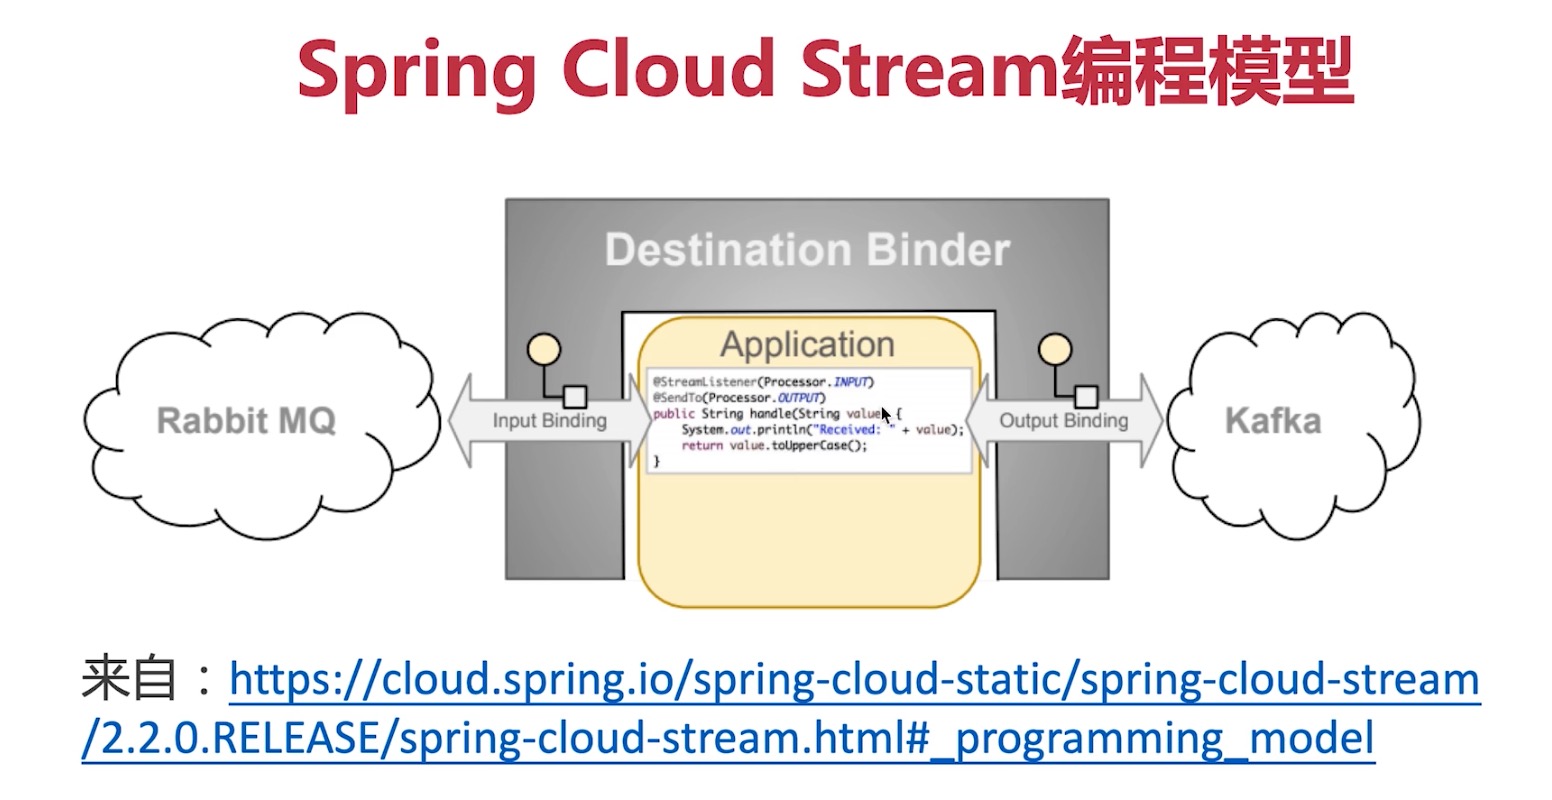 Spring Cloud Stream编程模型
Destination Binder
Application
@StreamListener(Processor.INPUT)
@SendTo(Processor.OUTPUT)
public String handle(String value) {
System.out.println("Received: " + value);
return value.toUpperCase();
}
Rabbit MQ
Input Binding
Output Binding
Kafka
来自：https://cloud.spring.io/spring-cloud-static/spring-cloud-stream
/2.2.0.RELEASE/spring-cloud-stream.html#_programming_model